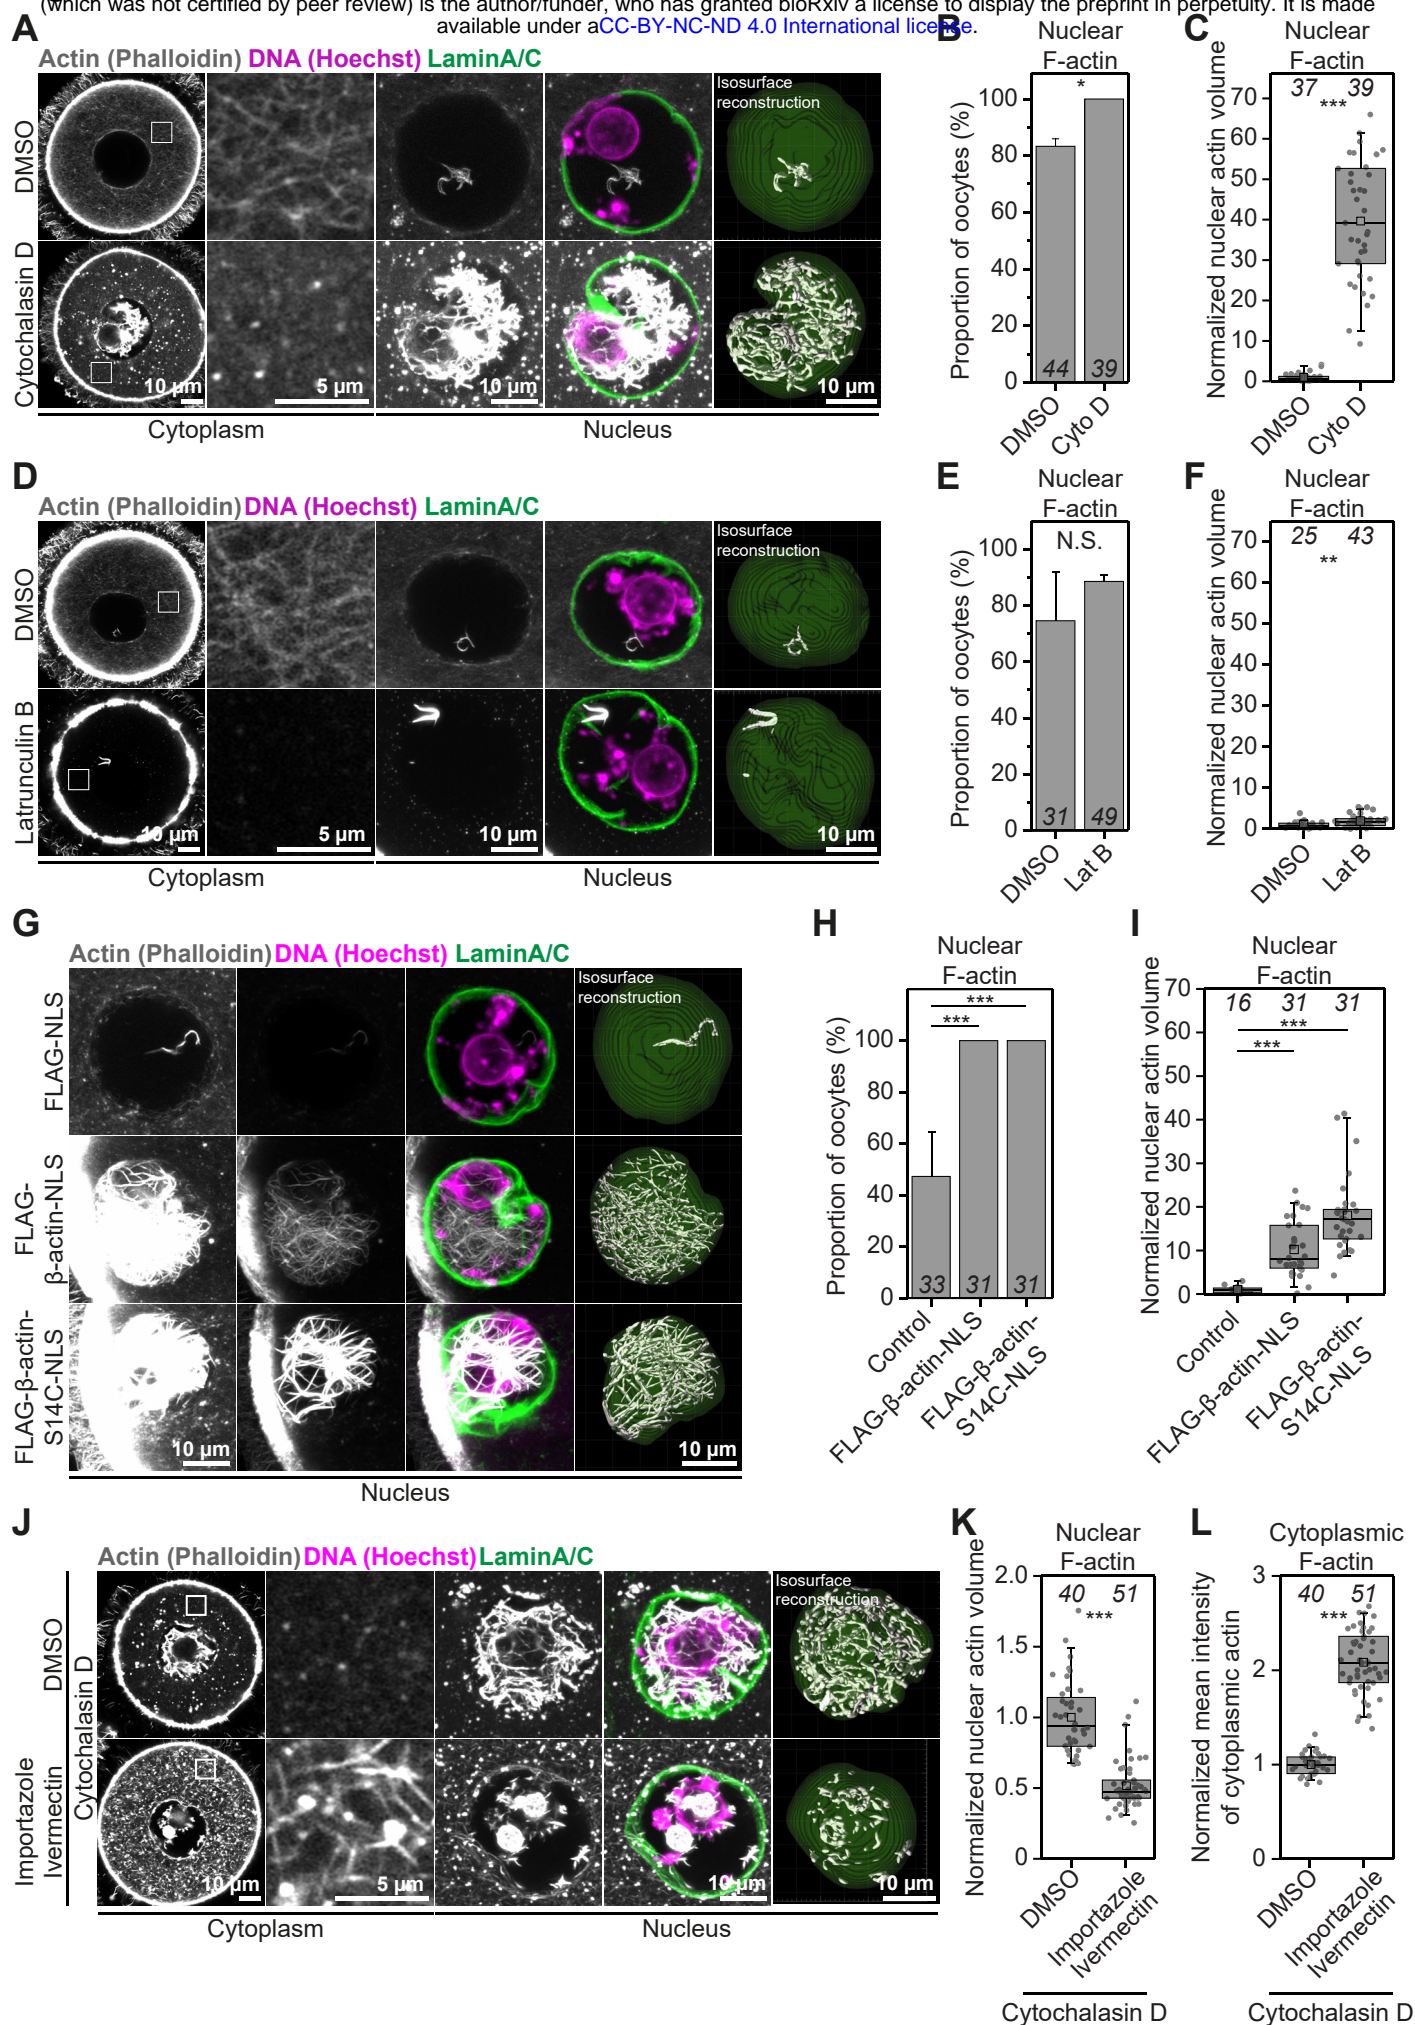 (which was not certified by peer review) is the author/funder, who has granted bioRxiv a license to display the preprint in perpetuity. It is made
available under aCC-BY-NC-ND 4.0 International license.
A
Actin (Phalloidin) DNA (Hoechst) LaminA/C
DMSO
Isosurface
reconstruction
Cytochalasin D
10 µm
5 µm
10 µm
10 µm
Cytoplasm
Nucleus
B
Nuclear
F-actin
Proportion of oocytes (%)
100
80
60
40
20
0
*
44
39
DMSO
Cyto D
C
Nuclear
F-actin
Normalized nuclear actin volume
70
60
50
40
30
20
10
0
37 39
***
DMSO
Cyto D
D
Actin (Phalloidin) DNA (Hoechst) LaminA/C
DMSO
Isosurface
reconstruction
Latrunculin B
10 µm
5 µm
10 µm
10 µm
Cytoplasm
Nucleus
E
Nuclear
F-actin
Proportion of oocytes (%)
100
80
60
40
20
0
N.S.
31
49
DMSO
Lat B
F
Nuclear
F-actin
Normalized nuclear actin volume
70
60
50
40
30
20
10
0
25 43
**
DMSO
Lat B
G
Actin (Phalloidin) DNA (Hoechst) LaminA/C
FLAG-NLS
Isosurface
reconstruction
FLAG-
β-actin-NLS
FLAG-β-actin-
S14C-NLS
10 µm
10 µm
Nucleus
H
Nuclear
F-actin
Proportion of oocytes (%)
100
80
60
40
20
0
***
***
33
31
31
Control
FLAG-β-actin-NLS
FLAG-β-actin-
S14C-NLS
I
Nuclear
F-actin
Normalized nuclear actin volume
70
60
50
40
30
20
10
0
16 31 31
***
***
Control
FLAG-β-actin-NLS
FLAG-β-actin-
S14C-NLS
J
Actin (Phalloidin) DNA (Hoechst) LaminA/C
DMSO
Importazole
Ivermectin
Cytochalasin D
Isosurface
reconstruction
10 µm
5 µm
10 µm
10 µm
Cytoplasm
Nucleus
K
Nuclear
F-actin
Normalized nuclear actin volume
2.0
1.5
1.0
0.5
0
40 51
***
DMSO
Importazole
Ivermectin
Cytochalasin D
L
Cytoplasmic
F-actin
Normalized mean intensity
of cytoplasmic actin
3
2
1
0
40 51
***
DMSO
Importazole
Ivermectin
Cytochalasin D